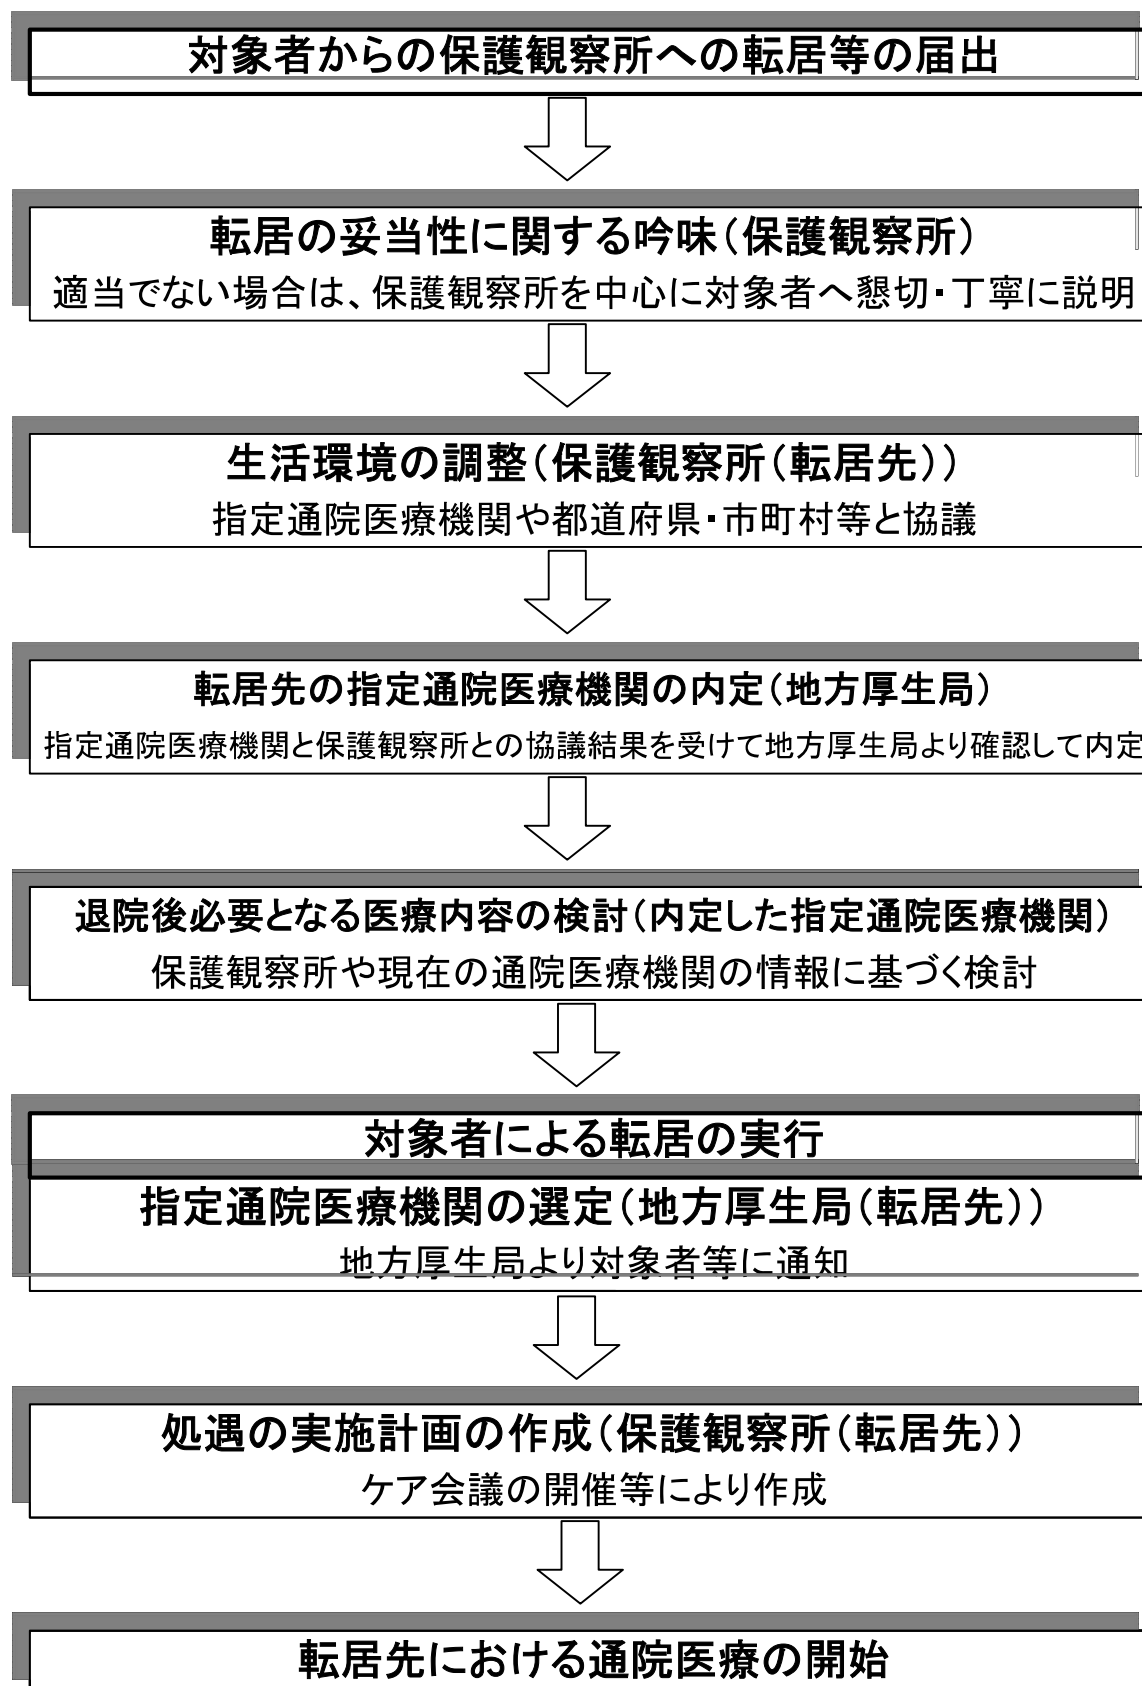 対象者からの保護観察所への転居等の届出
転居の妥当性に関する吟味（保護観察所）
適当でない場合は、保護観察所を中心に対象者へ懇切・丁寧に説明
生活環境の調整（保護観察所（転居先））
指定通院医療機関や都道府県・市町村等と協議
転居先の指定通院医療機関の内定（地方厚生局）
指定通院医療機関と保護観察所との協議結果を受けて地方厚生局より確認して内定
退院後必要となる医療内容の検討（内定した指定通院医療機関）
保護観察所や現在の通院医療機関の情報に基づく検討
対象者による転居の実行
指定通院医療機関の選定（地方厚生局（転居先））
地方厚生局より対象者等に通知
処遇の実施計画の作成（保護観察所（転居先））
ケア会議の開催等により作成
転居先における通院医療の開始